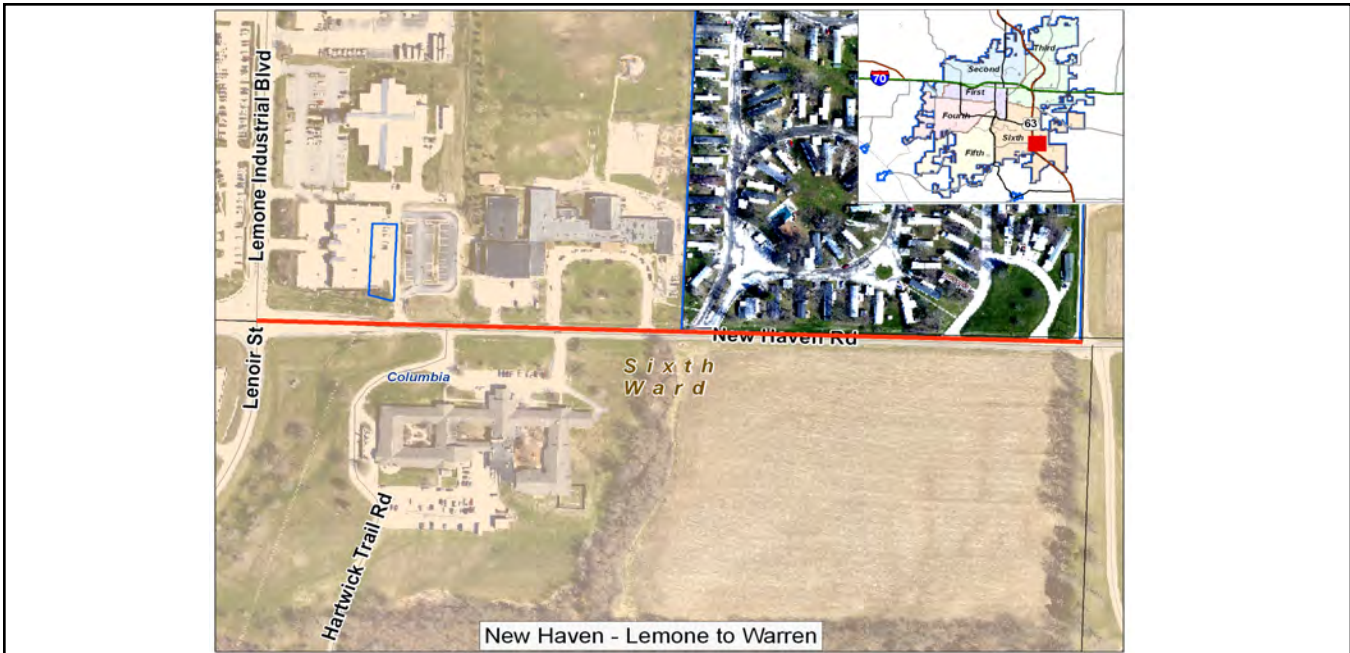 Lemone Industrial Blvd
Third
Second
70
First
Fourth
63
Sixth
Fifth
Lenoir St
New Haven Rd
Sixth
Ward
Columbia
Hartwick Trail Rd
New Haven - Lemone to Warren